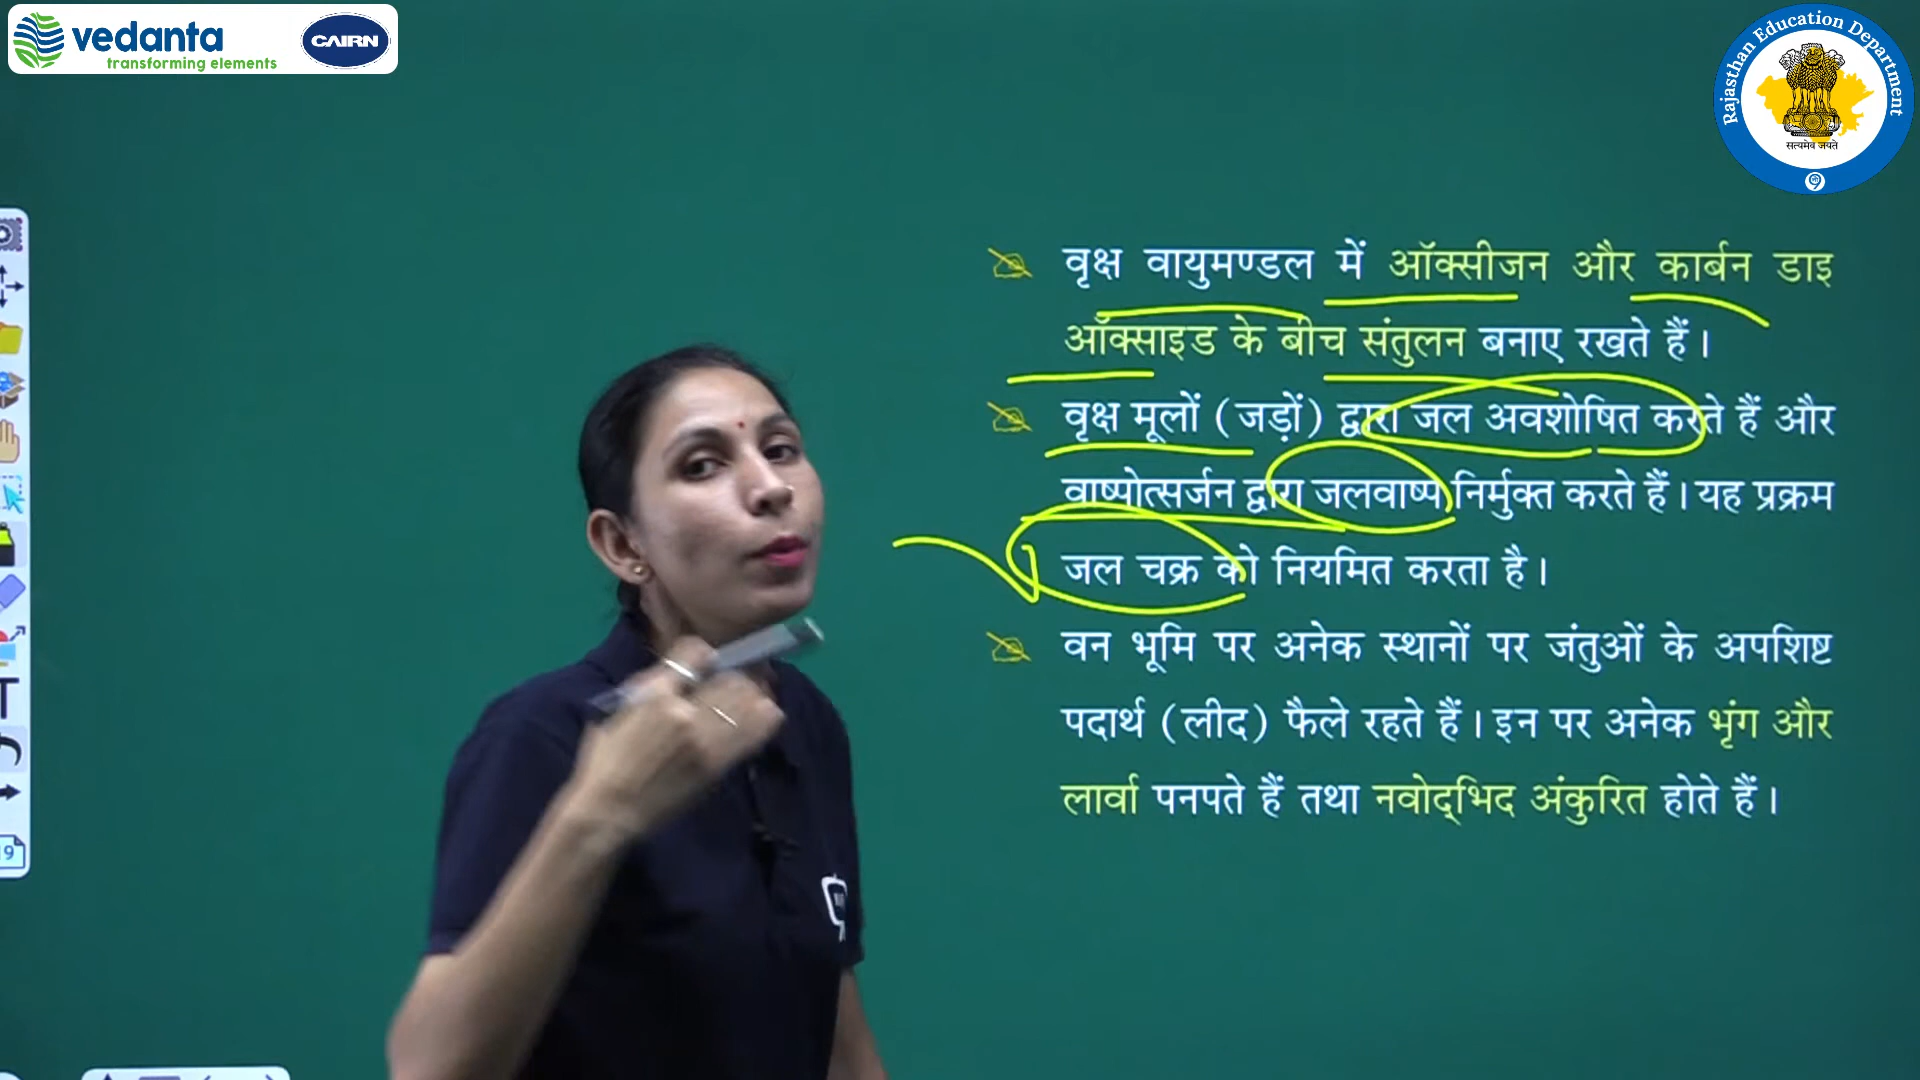 vedanta
transforming elements
CAIRN
Rajasthan Education Department
सत्यमेव जयते
वृक्ष वायुमण्डल में ऑक्सीजन और कार्बन डाइ
ऑक्साइड के बीच संतुलन बनाए रखते हैं।
वृक्ष मूलों (जड़ों) द्वारा जल अवशोषित करते हैं और
वाष्पोत्सर्जन द्वारा जलवाष्प निर्मुक्त करते हैं। यह प्रक्रम
जल चक्र को नियमित करता है।
वन भूमि पर अनेक स्थानों पर जंतुओं के अपशिष्ट
पदार्थ (लीद) फैले रहते हैं। इन पर अनेक भृंग और
लार्वा पनपते हैं तथा नवोद्‌भिद अंकुरित होते हैं।
T